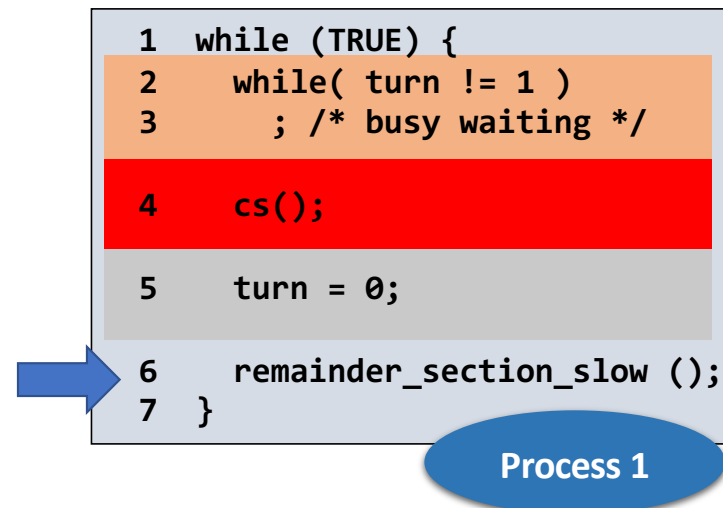 1 while (TRUE) {
2 while( turn != 1 )
3 ; /* busy waiting */
4 cs();
5 turn = 0;
6 remainder_section_slow ();
7 }
Process 1